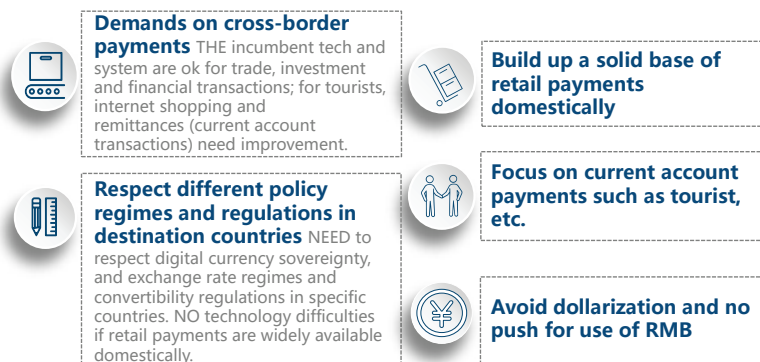 Demands on cross-border
payments THE incumbent tech and
system are ok for trade, investment
and financial transactions; for tourists,
internet shopping and
remittances (current account
transactions) need improvement.
Respect different policy
regimes and regulations in
destination countries NEED to
respect digital currency sovereignty,
and exchange rate regimes and
convertibility regulations in specific
countries. NO technology difficulties
if retail payments are widely available
domestically.
Build up a solid base of
retail payments
domestically
Focus on current account
payments such as tourist,
etc.
¥
Avoid dollarization and no
push for use of RMB